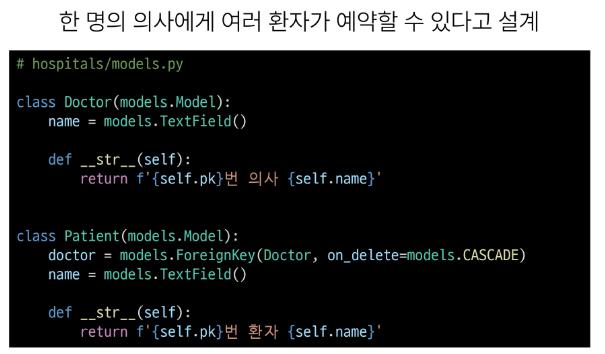 한 명의 의사에게 여러 환자가 예약할 수 있다고 설계
# hospitals/models.py
class Doctor(models.Model):
    name = models.TextField()
    def __str__(self):
        return f'{self.pk}번 의사 {self.name}'
class Patient(models.Model):
    doctor = models.ForeignKey(Doctor, on_delete=models.CASCADE)
    name = models.TextField()
    def __str__(self):
        return f'{self.pk}번 환자 {self.name}'